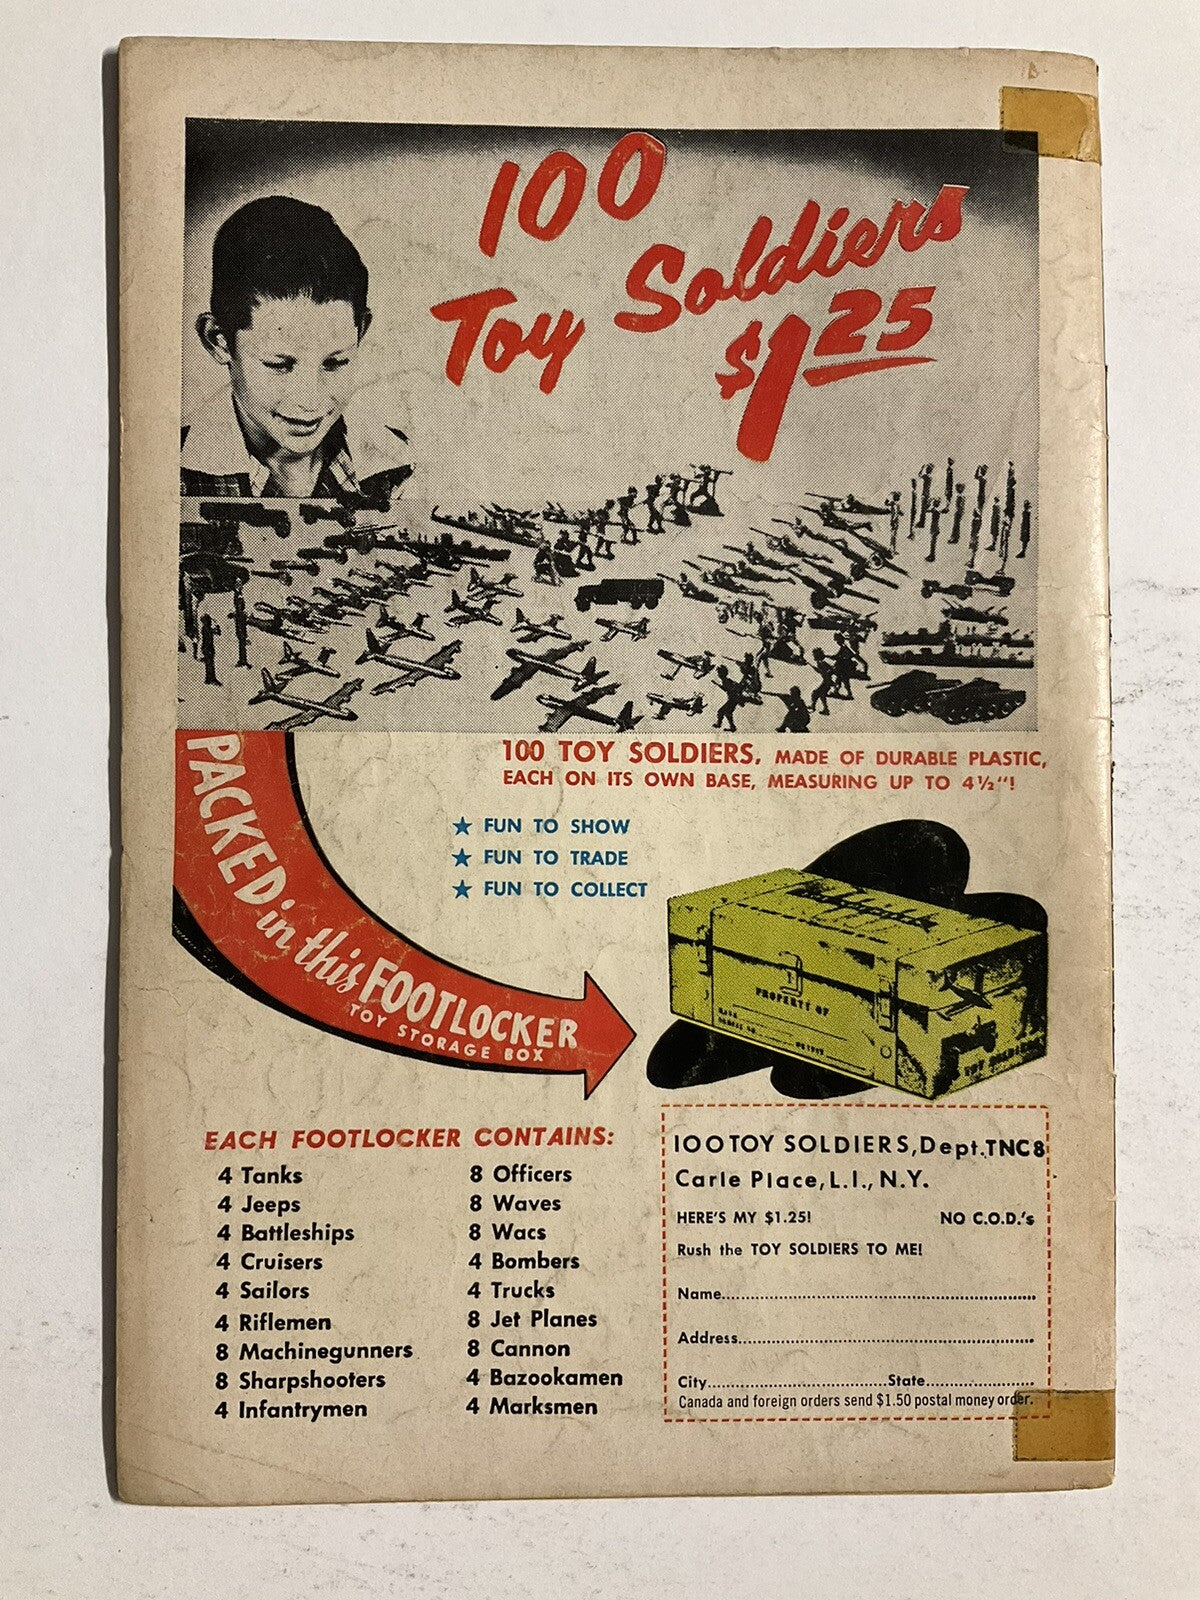 100
Toy Soldiers
$1.25
100 TOY SOLDIERS, MADE OF DURABLE PLASTIC,
EACH ON ITS OWN BASE, MEASURING UP TO 4½"!
★ FUN TO SHOW
★ FUN TO TRADE
★ FUN TO COLLECT
PACKED in this FOOTLOCKER
TOY STORAGE BOX
PROPERTY OF
TOY SOLDIERS
EACH FOOTLOCKER CONTAINS:
4 Tanks
4 Jeeps
4 Battleships
4 Cruisers
4 Sailors
4 Riflemen
8 Machinegunners
8 Sharpshooters
4 Infantrymen
8 Officers
8 Waves
8 Wacs
4 Bombers
4 Trucks
8 Jet Planes
8 Cannon
4 Bazookamen
4 Marksmen
100 TOY SOLDIERS, Dept. TNC8
Carle Place, L.I., N.Y.
HERE'S MY $1.25! NO C.O.D.'s
Rush the TOY SOLDIERS TO ME!
Name
Address
City State
Canada and foreign orders send $1.50 postal money order.